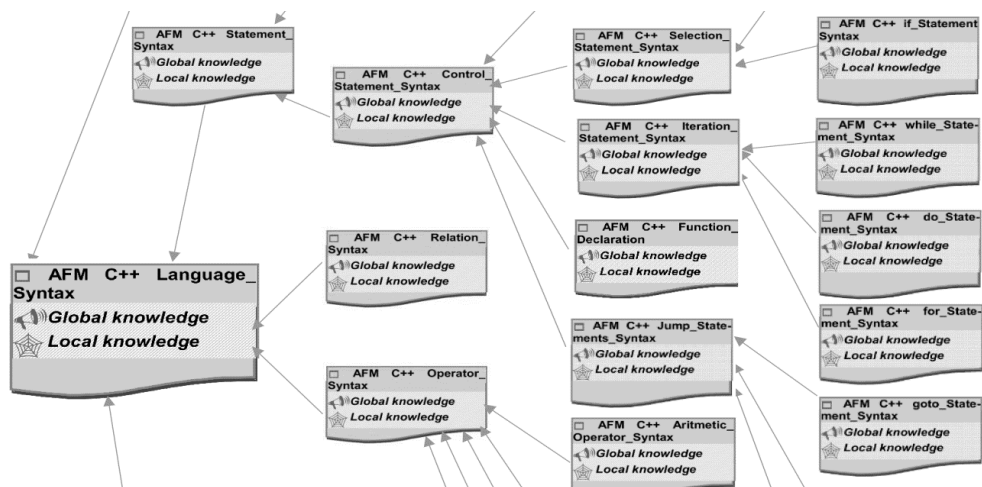 AFM C++ Statement_
Syntax
Global knowledge
Local knowledge
AFM C++ Control_
Statement_Syntax
Global knowledge
Local knowledge
AFM C++ Selection_
Statement_Syntax
Global knowledge
Local knowledge
AFM C++ if_Statement
Syntax
Global knowledge
Local knowledge
AFM C++ Iteration_
Statement_Syntax
Global knowledge
Local knowledge
AFM C++ while_State-
ment_Syntax
Global knowledge
Local knowledge
AFM C++ Language_
Syntax
Global knowledge
Local knowledge
AFM C++ Relation_
Syntax
Global knowledge
Local knowledge
AFM C++ Function_
Declaration
Global knowledge
Local knowledge
AFM C++ do_State-
ment_Syntax
Global knowledge
Local knowledge
AFM C++ Jump_State-
ments_Syntax
Global knowledge
Local knowledge
AFM C++ for_State-
ment_Syntax
Global knowledge
Local knowledge
AFM C++ Operator_
Syntax
Global knowledge
Local knowledge
AFM C++ Aritmetic_
Operator_Syntax
Global knowledge
Local knowledge
AFM C++ goto_State-
ment_Syntax
Global knowledge
Local knowledge